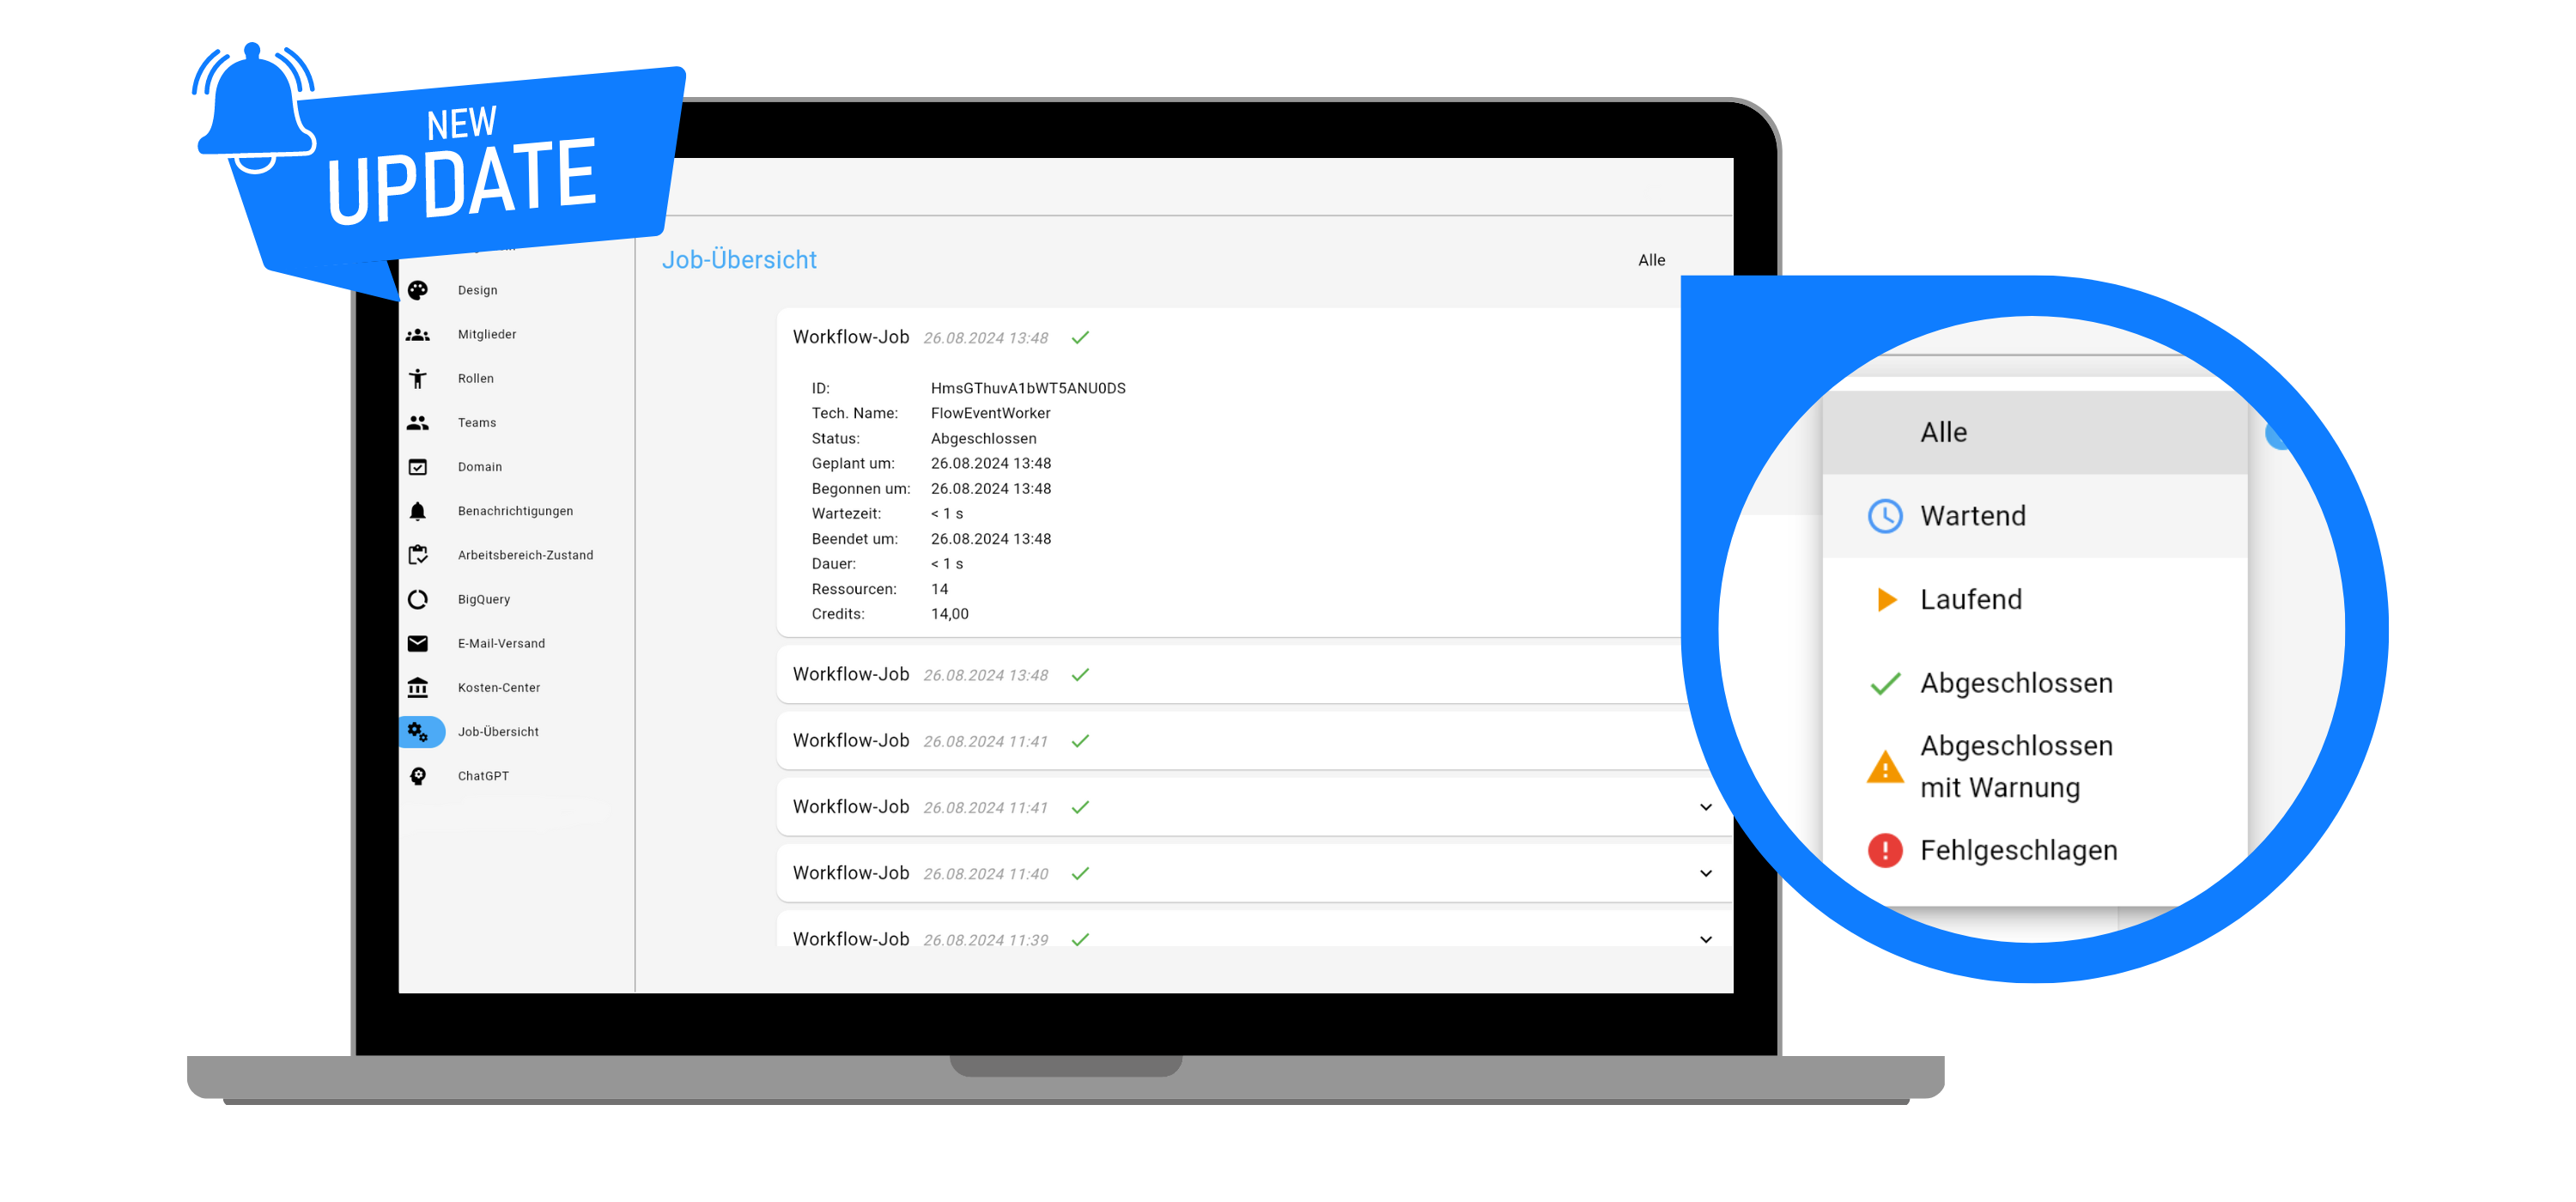 NEW
UPDATE
Design
Mitglieder
Rollen
Teams
Domain
Benachrichtigungen
Arbeitsbereich-Zustand
BigQuery
E-Mail-Versand
Kosten-Center
Job-Übersicht
ChatGPT
Job-Übersicht
Alle
Workflow-Job 26.08.2024 13:48
ID: HmsGThuvA1bWT5ANU0DS
Tech. Name: FlowEventWorker
Status: Abgeschlossen
Geplant um: 26.08.2024 13:48
Begonnen um: 26.08.2024 13:48
Wartezeit: < 1 s
Beendet um: 26.08.2024 13:48
Dauer: < 1 s
Ressourcen: 14
Credits: 14,00
Workflow-Job 26.08.2024 13:48
Workflow-Job 26.08.2024 11:41
Workflow-Job 26.08.2024 11:41
Workflow-Job 26.08.2024 11:40
Workflow-Job 26.08.2024 11:39
Alle
Wartend
Laufend
Abgeschlossen
Abgeschlossen
mit Warnung
Fehlgeschlagen